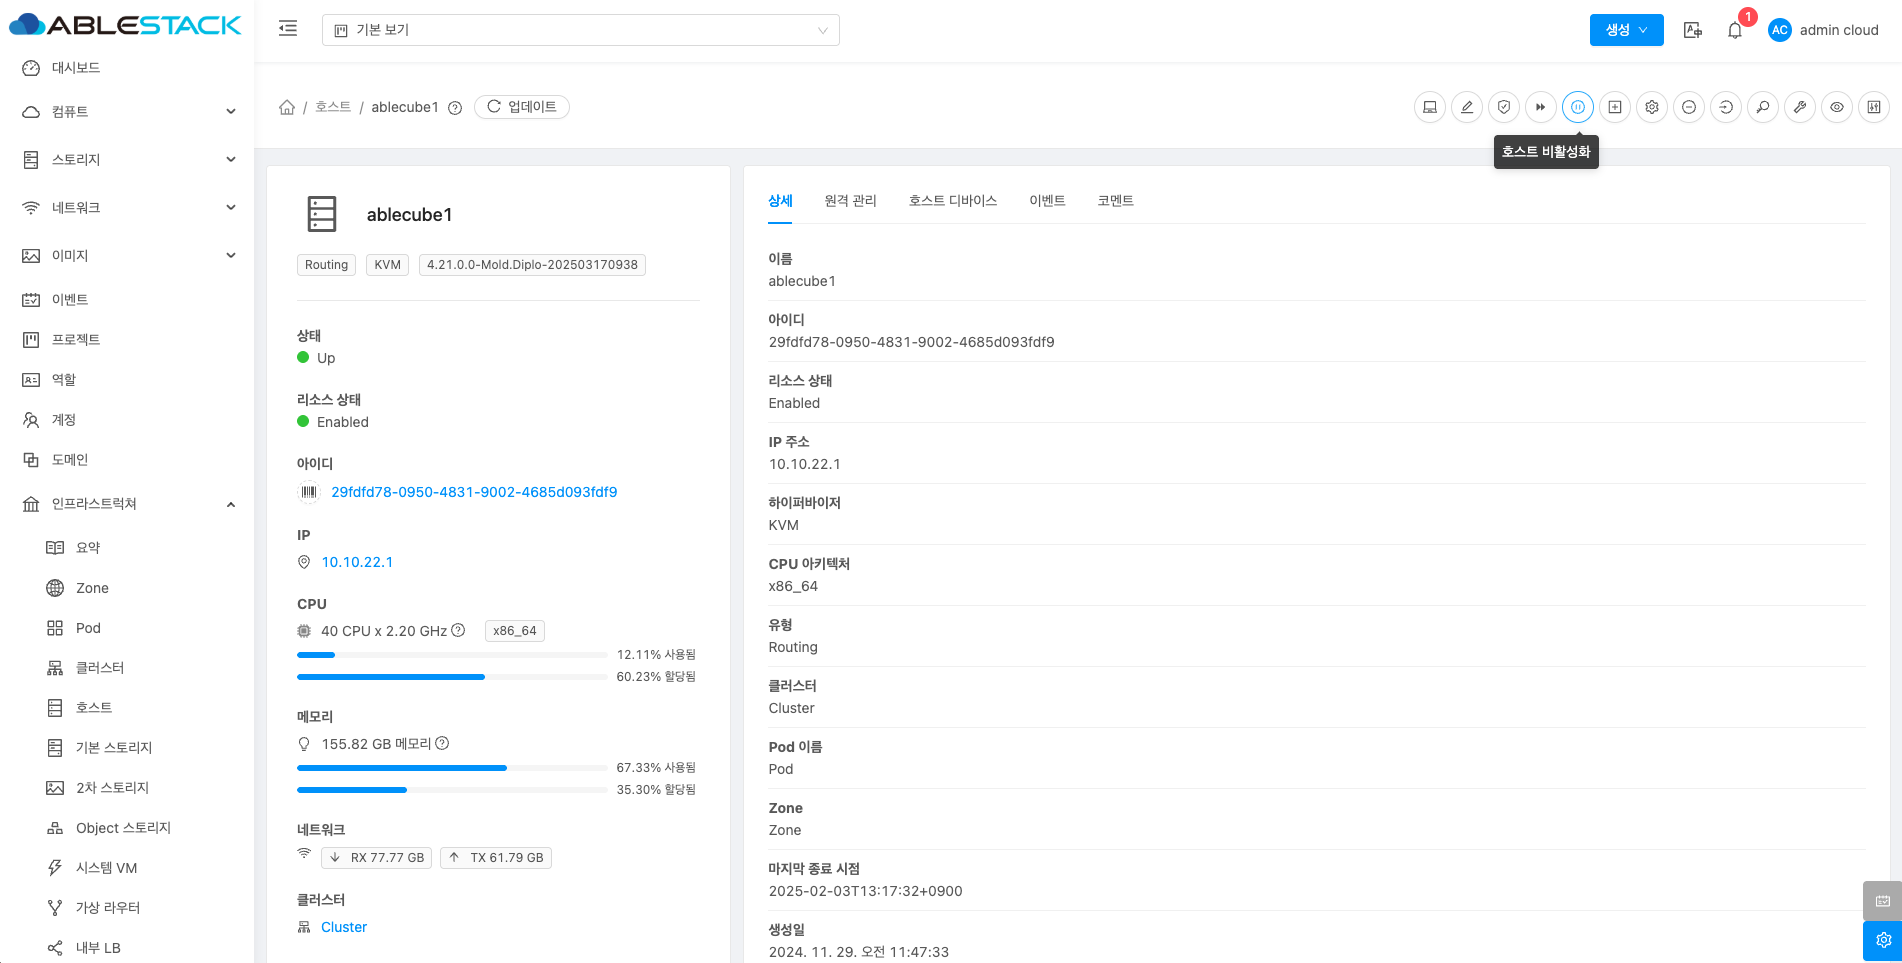 ABLESTACK
기본 보기
생성
1
AC
admin cloud
대시보드
컴퓨트
스토리지
네트워크
이미지
이벤트
프로젝트
역할
계정
도메인
인프라스트럭쳐
요약
Zone
Pod
클러스터
호스트
기본 스토리지
2차 스토리지
Object 스토리지
시스템 VM
가상 라우터
내부 LB
/ 호스트 / ablecube1
업데이트
호스트 비활성화
ablecube1
Routing KVM 4.21.0.0-Mold.Diplo-202503170938
상태
Up
리소스 상태
Enabled
아이디
29fdfd78-0950-4831-9002-4685d093fdf9
IP
10.10.22.1
CPU
40 CPU x 2.20 GHz x86_64
12.11% 사용됨
60.23% 할당됨
메모리
155.82 GB 메모리
67.33% 사용됨
35.30% 할당됨
네트워크
RX 77.77 GB TX 61.79 GB
클러스터
Cluster
상세 원격 관리 호스트 디바이스 이벤트 코멘트
이름
ablecube1
아이디
29fdfd78-0950-4831-9002-4685d093fdf9
리소스 상태
Enabled
IP 주소
10.10.22.1
하이퍼바이저
KVM
CPU 아키텍처
x86_64
유형
Routing
클러스터
Cluster
Pod 이름
Pod
Zone
Zone
마지막 종료 시점
2025-02-03T13:17:32+0900
생성일
2024. 11. 29. 오전 11:47:33